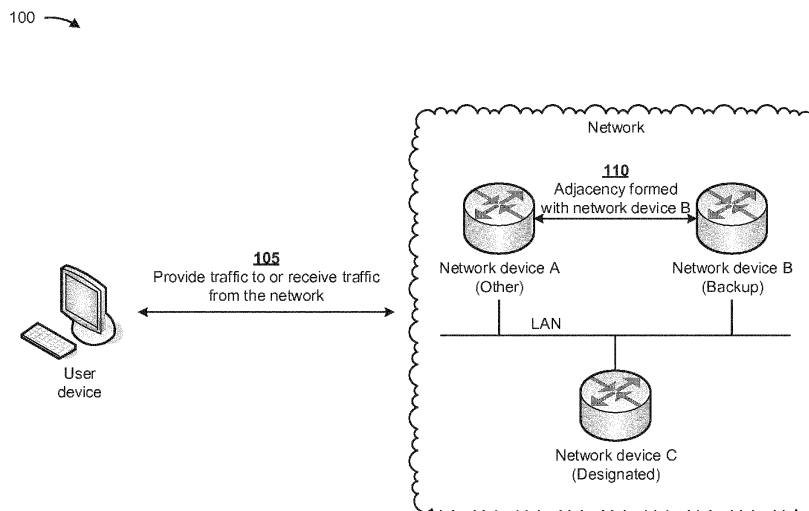 100
Network
110
Adjacency formed
with network device B
105
Provide traffic to or receive traffic
from the network
Network device A
(Other)
Network device B
(Backup)
LAN
User
device
Network device C
(Designated)